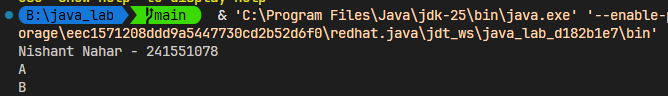 B:\java_lab main & 'C:\Program Files\Java\jdk-25\bin\java.exe' '--enable-
orage\eec1571208ddd9a5447730cd2b52d6f0\redhat.java\jdt_ws\java_lab_d182b1e7\bin'
Nishant Nahar - 241551078
A
B